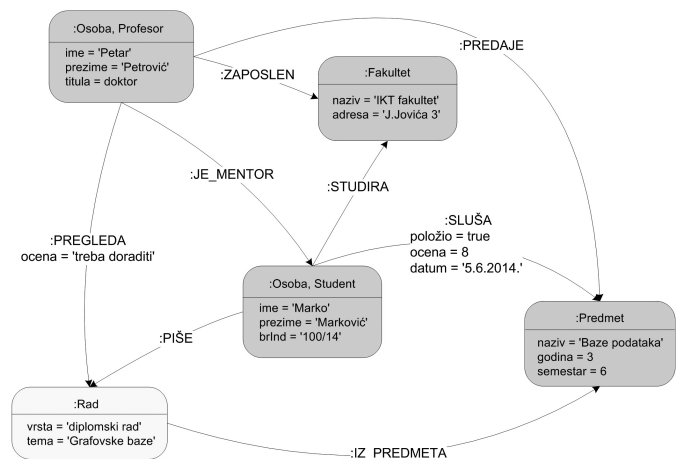 :Osoba, Profesor
ime = 'Petar'
prezime = 'Petrović'
titula = doktor
:PREDAJE
:ZAPOSLEN
:Fakultet
naziv = 'IKT fakultet'
adresa = 'J.Jovića 3'
:JE_MENTOR
:STUDIRA
:PREGLEDA
ocena = 'treba doraditi'
:SLUŠA
položio = true
ocena = 8
datum = '5.6.2014.'
:Osoba, Student
ime = 'Marko'
prezime = 'Marković'
brInd = '100/14'
:Predmet
naziv = 'Baze podataka'
godina = 3
semestar = 6
:PIŠE
:Rad
vrsta = 'diplomski rad'
tema = 'Grafovske baze'
:IZ_PREDMETA